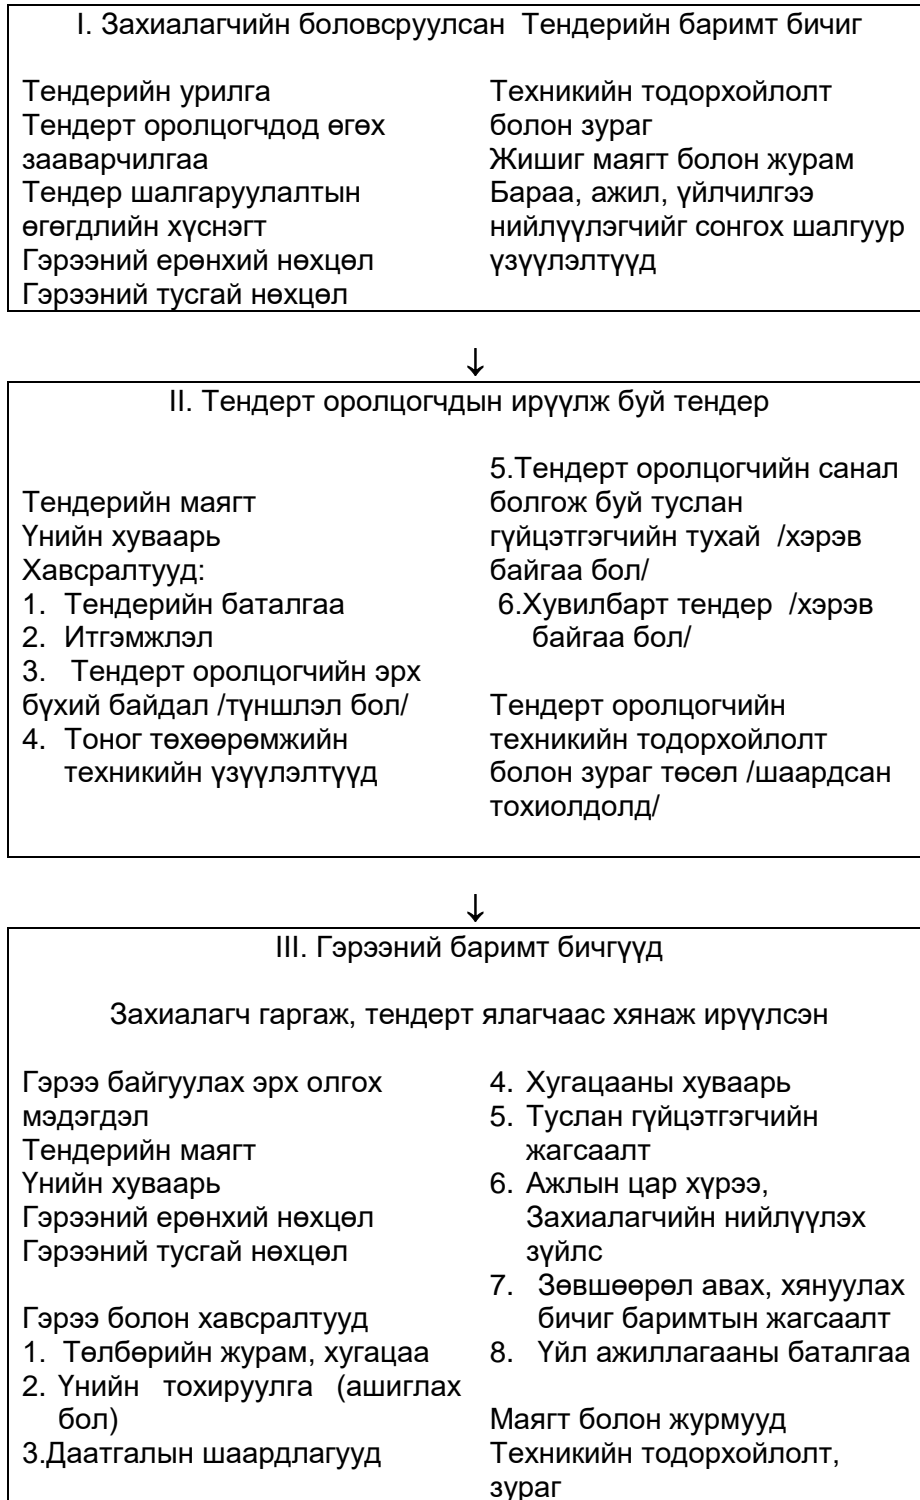 I. Захиалагчийн боловсруулсан Тендерийн баримт бичиг
Тендерийн урилга
Тендерт оролцогчдод өгөх
зааварчилгаа
Тендер шалгаруулалтын
өгөгдлийн хүснэгт
Гэрээний ерөнхий нөхцөл
Гэрээний тусгай нөхцөл
Техникийн тодорхойлолт
болон зураг
Жишиг маягт болон журам
Бараа, ажил, үйлчилгээ
нийлүүлэгчийг сонгох шалгуур
үзүүлэлтүүд
↓
II. Тендерт оролцогчдын ирүүлж буй тендер
Тендерийн маягт
Үнийн хуваарь
Хавсралтууд:
1. Тендерийн баталгаа
2. Итгэмжлэл
3. Тендерт оролцогчийн эрх
бүхий байдал /түншлэл бол/
4. Тоног төхөөрөмжийн
техникийн үзүүлэлтүүд
5.Тендерт оролцогчийн санал
болгож буй туслан
гүйцэтгэгчийн тухай /хэрэв
байгаа бол/
6.Хувилбарт тендер /хэрэв
байгаа бол/
Тендерт оролцогчийн
техникийн тодорхойлолт
болон зураг төсөл /шаардсан
тохиолдолд/
↓
III. Гэрээний баримт бичгүүд
Захиалагч гаргаж, тендерт ялагчаас хянаж ирүүлсэн
Гэрээ байгуулах эрх олгох
мэдэгдэл
Тендерийн маягт
Үнийн хуваарь
Гэрээний ерөнхий нөхцөл
Гэрээний тусгай нөхцөл
Гэрээ болон хавсралтууд
1. Төлбөрийн журам, хугацаа
2. Үнийн тохируулга (ашиглах
бол)
3.Даатгалын шаардлагууд
4. Хугацааны хуваарь
5. Туслан гүйцэтгэгчийн
жагсаалт
6. Ажлын цар хүрээ,
Захиалагчийн нийлүүлэх
зүйлс
7. Зөвшөөрөл авах, хянуулах
бичиг баримтын жагсаалт
8. Үйл ажиллагааны баталгаа
Маягт болон журмууд
Техникийн тодорхойлолт,
зураг